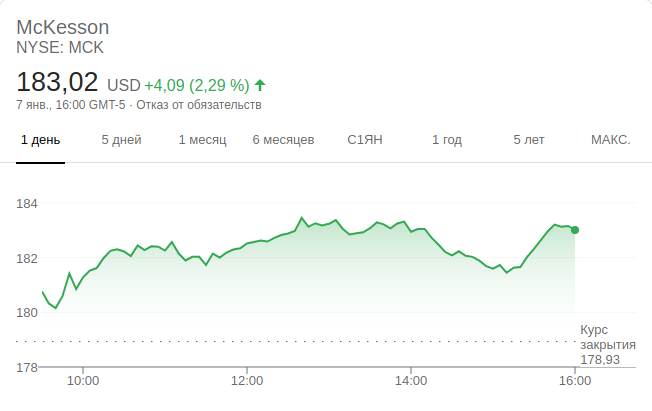 McKesson
NYSE: MCK
183,02 USD +4,09 (2,29 %)
7 янв., 16:00 GMT-5 · Отказ от обязательств
1 день 5 дней 1 месяц 6 месяцев С1ЯН 1 год 5 лет МАКС.
184
182
180
Курс
закрытия
178,93
178
10:00 12:00 14:00 16:00